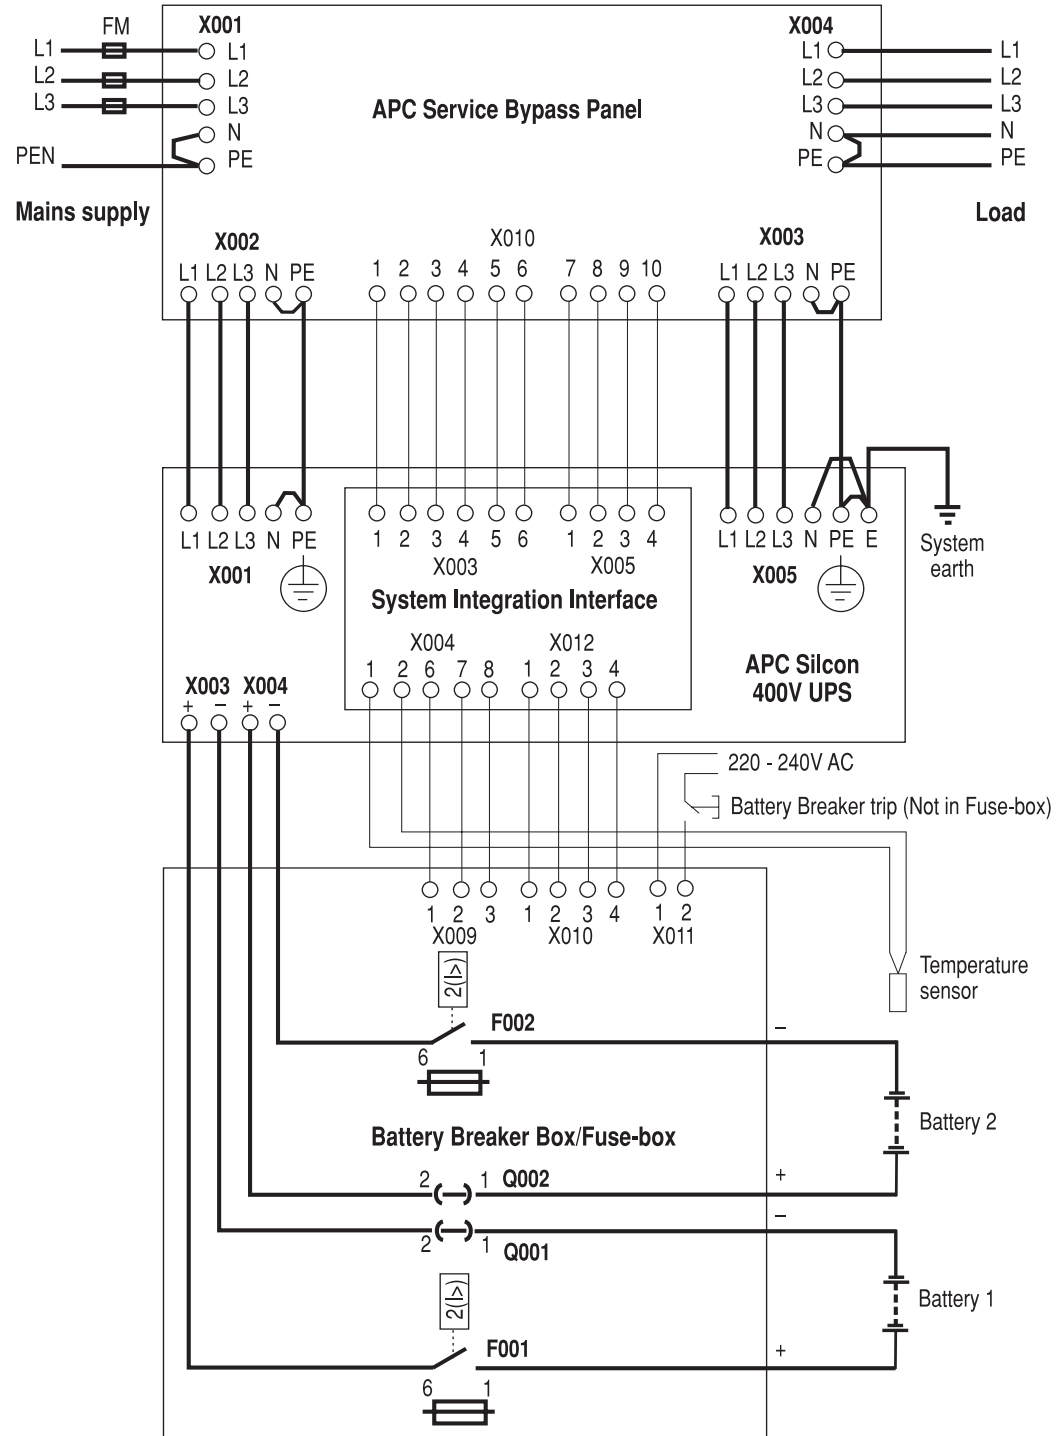 FM X001 X004
L1 L1 L1 L1
L2 L2 L2 L2
L3 L3 L3 L3
APC Service Bypass Panel
N N N
PEN PE PE PE
Mains supply Load
X002 X010 X003
L1 L2 L3 N PE 1 2 3 4 5 6 7 8 9 10 L1 L2 L3 N PE
L1 L2 L3 N PE 1 2 3 4 5 6 1 2 3 4 L1 L2 L3 N PE E
System
earth
X001 X003 X005 X005
System Integration Interface
X004 X012
1 2 6 7 8 1 2 3 4
APC Silcon
400V UPS
X003 X004
+ – + –
220 - 240V AC
Battery Breaker trip (Not in Fuse-box)
1 2 3 1 2 3 4 1 2
X009 X010 X011
Temperature
sensor
2(I>)
F002 –
6 1
Battery 2
Battery Breaker Box/Fuse-box
2 1 Q002 +
–
2 1 Q001
2(I>)
Battery 1
F001 +
6 1